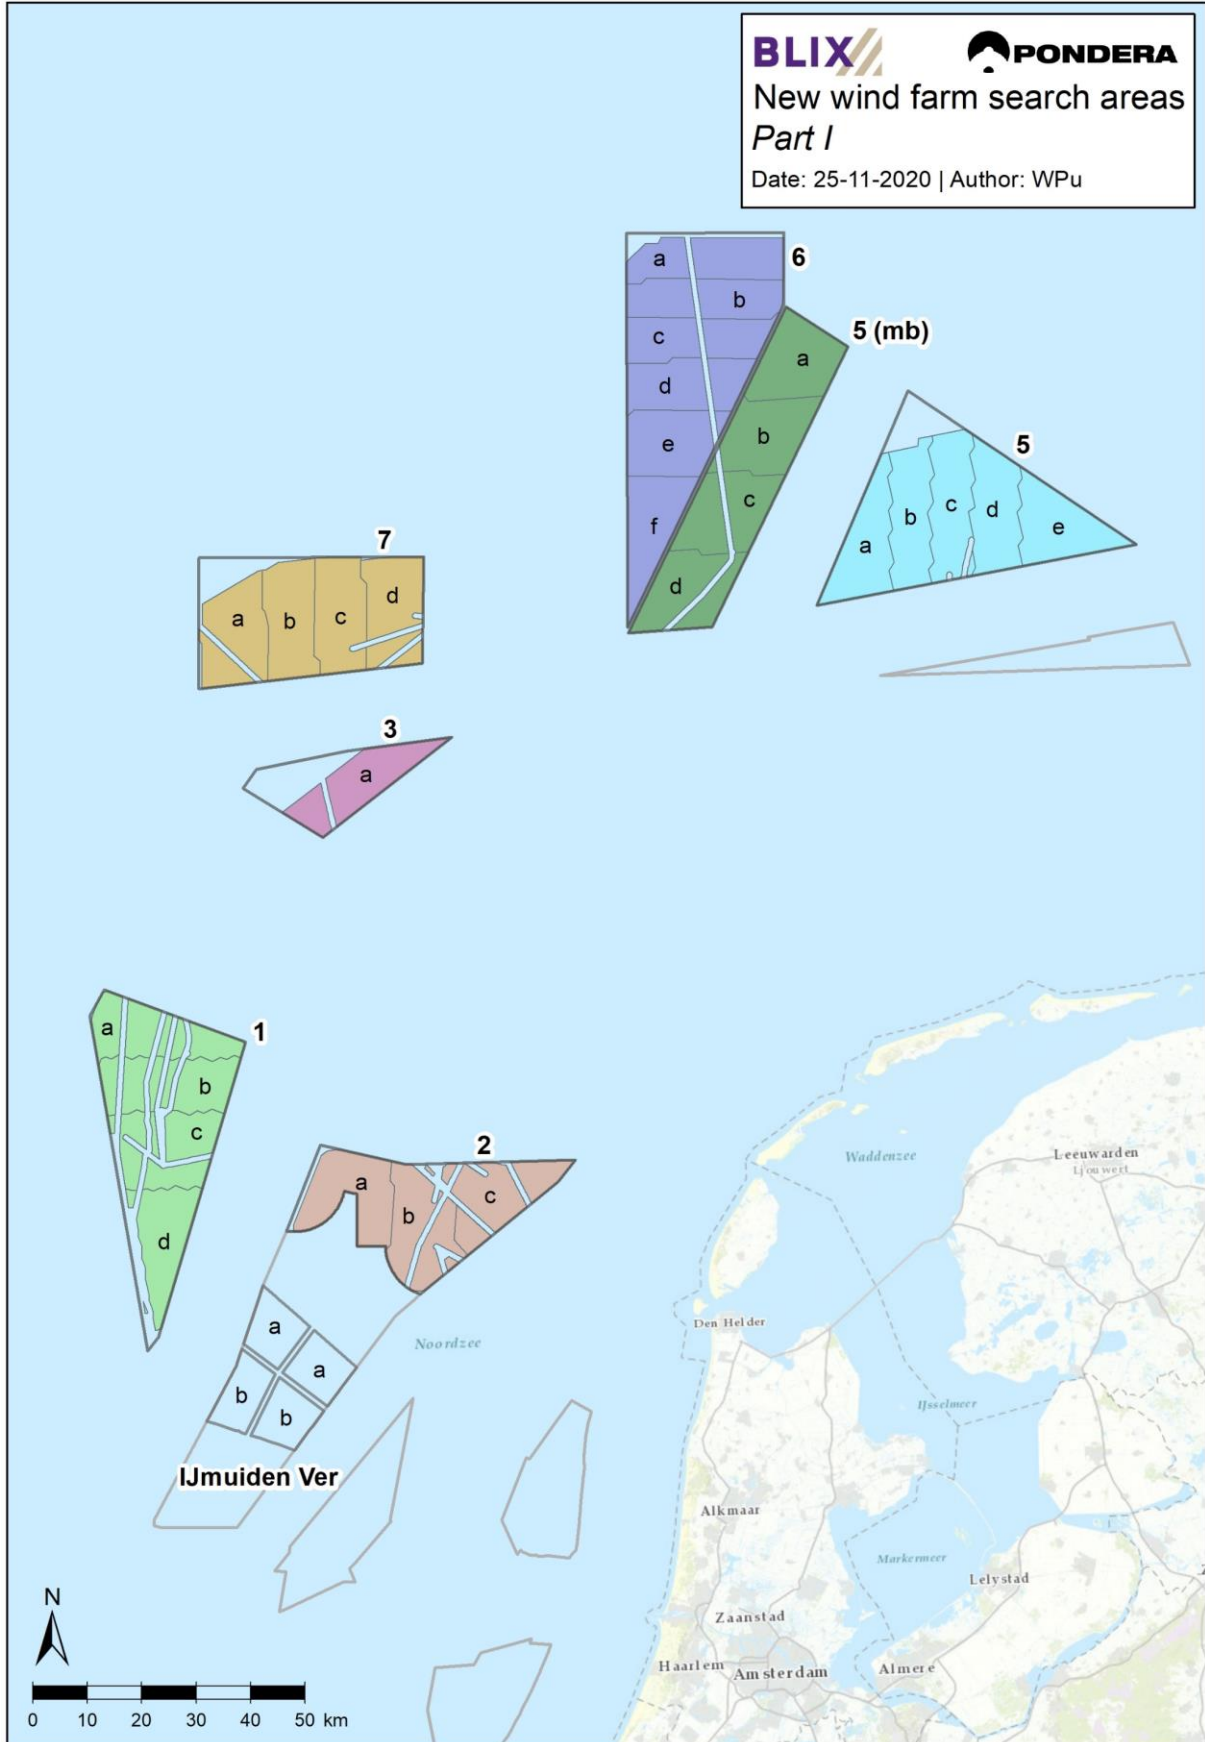 BLIX PONDERA
New wind farm search areas
Part I
Date: 25-11-2020 | Author: WPu
6
a
b
c
d
e
f
5 (mb)
a
b
c
d
5
a
b
c
d
e
7
a
b
c
d
3
a
1
a
b
c
d
2
a
b
c
a
a
b
b
IJmuiden Ver
Noordzee
Waddenzee
Leeuwarden
Ljouwert
Den Helder
IJsselmeer
Alkmaar
Markermeer
Lelystad
Zaanstad
Haarlem
Amsterdam
Almere
N
0 10 20 30 40 50 km